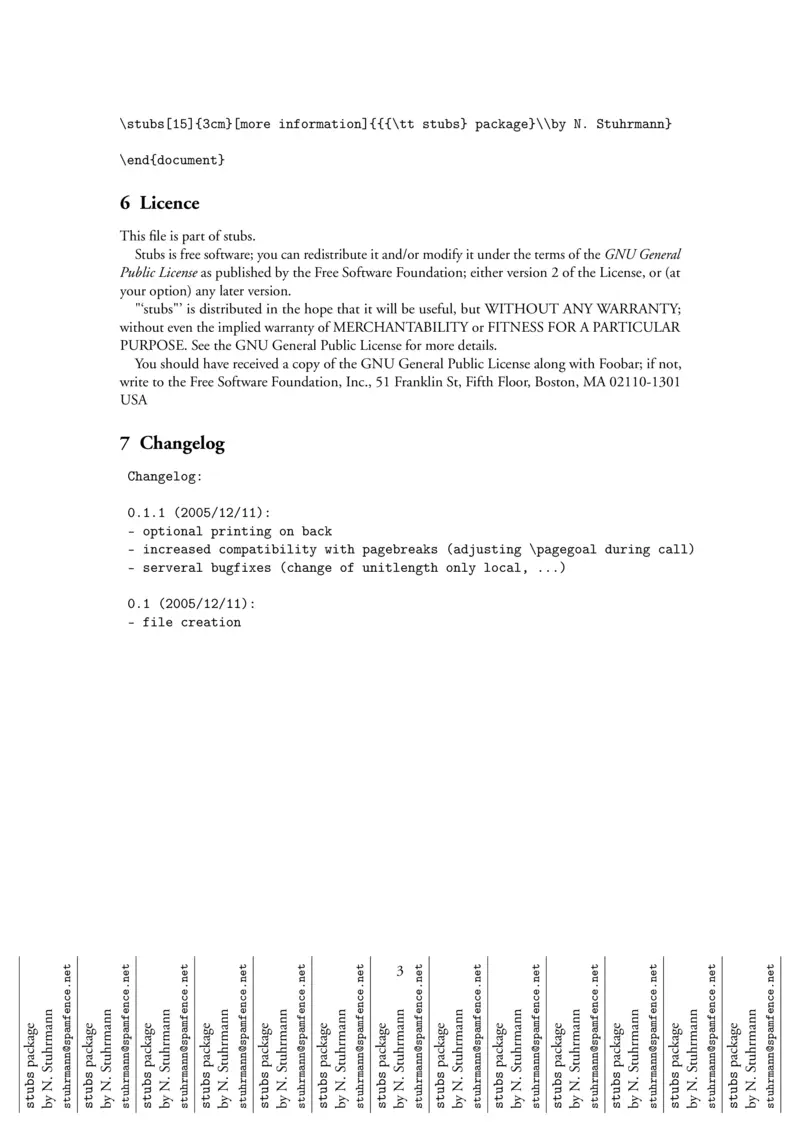 \stubs[15]{3cm}[more information]{{{\tt stubs} package}\\by N. Stuhrmann}
\end{document}
6 Licence
This file is part of stubs.
Stubs is free software; you can redistribute it and/or modify it under the terms of the GNU General
Public License as published by the Free Software Foundation; either version 2 of the License, or (at
your option) any later version.
"‘stubs"’ is distributed in the hope that it will be useful, but WITHOUT ANY WARRANTY;
without even the implied warranty of MERCHANTABILITY or FITNESS FOR A PARTICULAR
PURPOSE. See the GNU General Public License for more details.
You should have received a copy of the GNU General Public License along with Foobar; if not,
write to the Free Software Foundation, Inc., 51 Franklin St, Fifth Floor, Boston, MA 02110-1301
USA
7 Changelog
Changelog:
0.1.1 (2005/12/11):
- optional printing on back
- increased compatibility with pagebreaks (adjusting \pagegoal during call)
- serveral bugfixes (change of unitlength only local, ...)
0.1 (2005/12/11):
- file creation
3
stubs package
by N. Stuhrmann
stuhrmann@spamfence.net
stubs package
by N. Stuhrmann
stuhrmann@spamfence.net
stubs package
by N. Stuhrmann
stuhrmann@spamfence.net
stubs package
by N. Stuhrmann
stuhrmann@spamfence.net
stubs package
by N. Stuhrmann
stuhrmann@spamfence.net
stubs package
by N. Stuhrmann
stuhrmann@spamfence.net
stubs package
by N. Stuhrmann
stuhrmann@spamfence.net
stubs package
by N. Stuhrmann
stuhrmann@spamfence.net
stubs package
by N. Stuhrmann
stuhrmann@spamfence.net
stubs package
by N. Stuhrmann
stuhrmann@spamfence.net
stubs package
by N. Stuhrmann
stuhrmann@spamfence.net
stubs package
by N. Stuhrmann
stuhrmann@spamfence.net
stubs package
by N. Stuhrmann
stuhrmann@spamfence.net